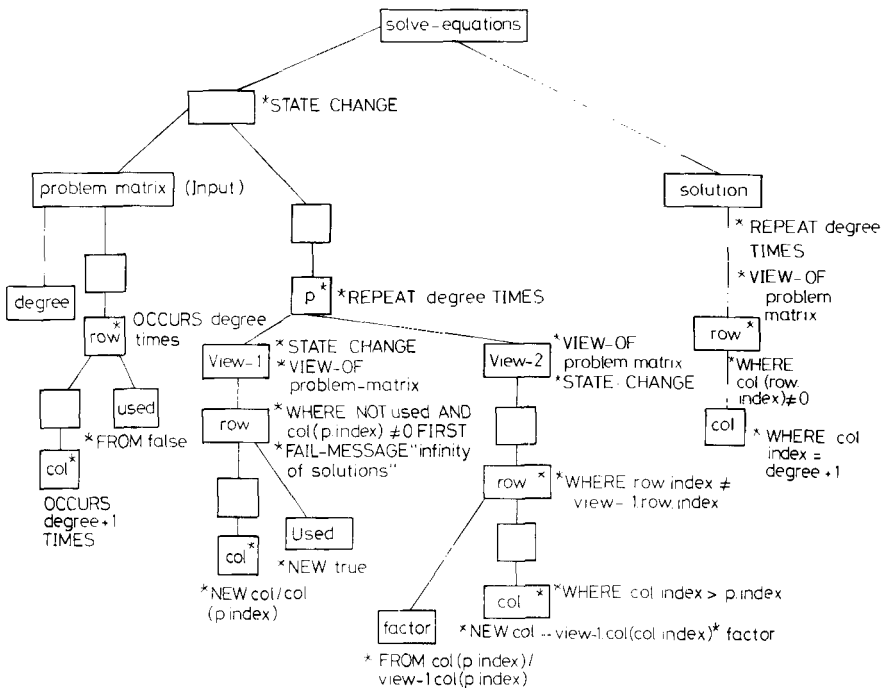 solve-equations
*STATE CHANGE
problem matrix (Input)
solution
* REPEAT degree
TIMES
* VIEW-OF
problem
matrix
degree
p* *REPEAT degree TIMES
row* OCCURS degree
times
View-1 * STATE CHANGE
* VIEW-OF
problem-matrix
View-2 *VIEW-OF
problem matrix
*STATE CHANGE
row*
*WHERE
col (row.
index)≠0
used
*FROM false
row *WHERE NOT used AND
col(p.index) ≠0 FIRST
*FAIL-MESSAGE"infinity
of solutions"
col
* WHERE col
index =
degree +1
col*
OCCURS
degree+1
TIMES
row * *WHERE row index ≠
view-1.row.index
Used
*NEW true
col*
*NEW col/col
(p index)
col * *WHERE col index > p.index
*NEW col -- view-1.col(col index)* factor
factor
* FROM col(p index)/
view-1col(p index)